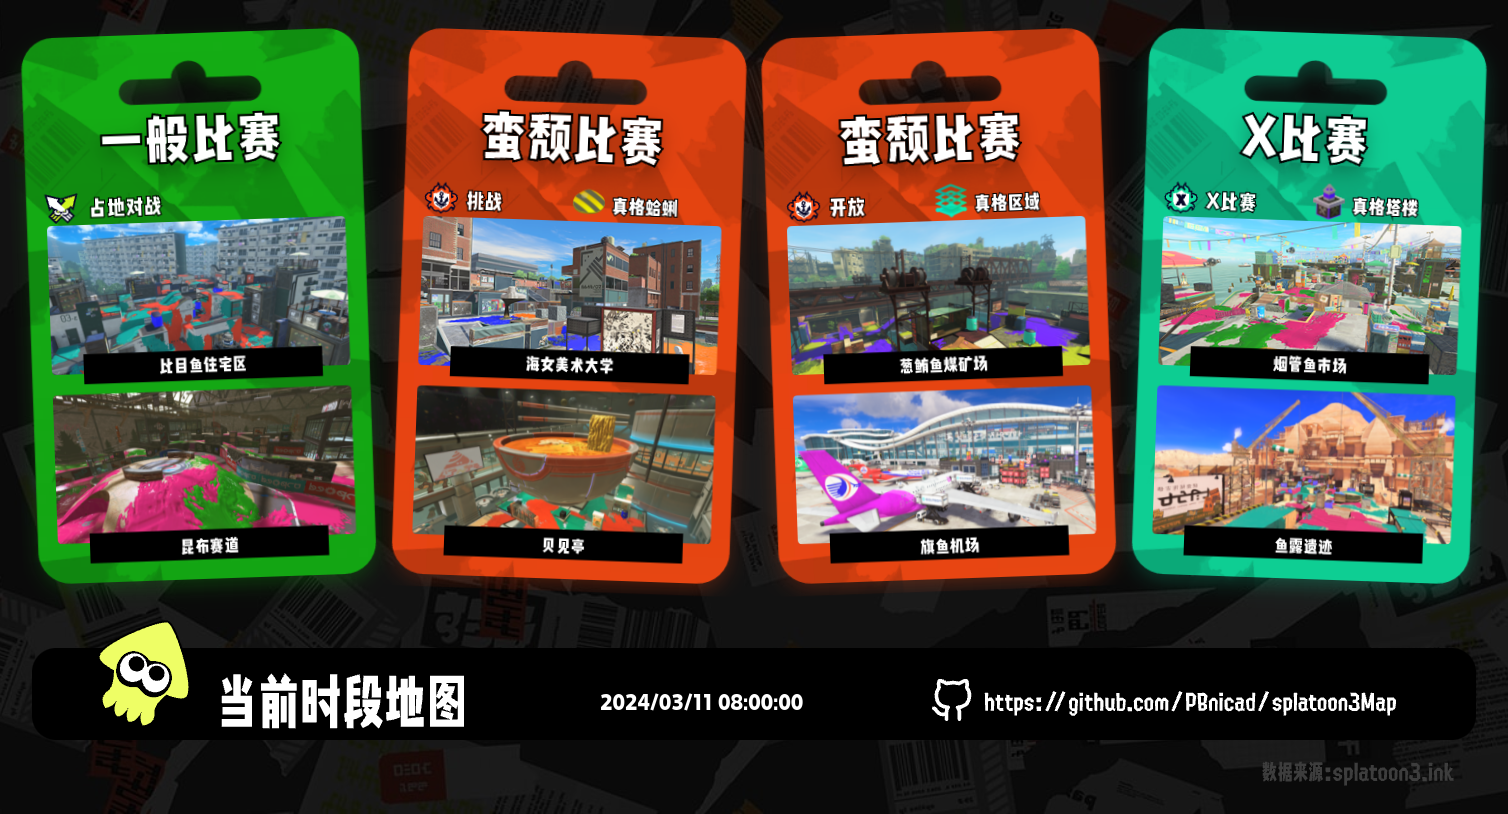 一般比赛
占地对战
比目鱼住宅区
昆布赛道
蛮颓比赛
挑战
真格蛤蜊
海女美术大学
贝见亭
蛮颓比赛
开放
真格区域
葱鲔鱼煤矿场
旗鱼机场
X比赛
X比赛
真格塔楼
烟管鱼市场
鱼露遗迹
当前时段地图
2024/03/11 08:00:00
https://github.com/PBnicad/splatoon3Map
数据来源:splatoon3.ink